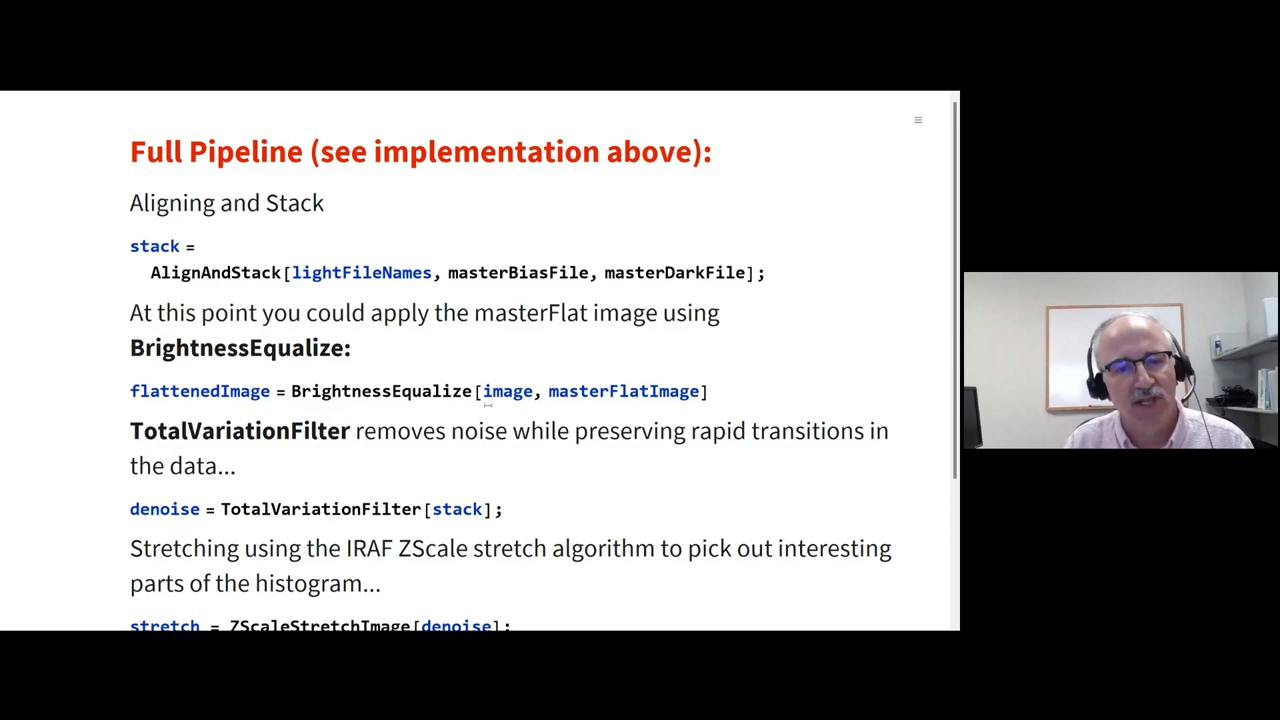 Full Pipeline (see implementation above):
Aligning and Stack
stack =
AlignAndStack[lightFileNames, masterBiasFile, masterDarkFile];
At this point you could apply the masterFlat image using
BrightnessEqualize:
flattenedImage = BrightnessEqualize[image, masterFlatImage]
TotalVariationFilter removes noise while preserving rapid transitions in
the data...
denoise = TotalVariationFilter[stack];
Stretching using the IRAF ZScale stretch algorithm to pick out interesting
parts of the histogram...
stretch = ZScaleStretchImage[denoise];